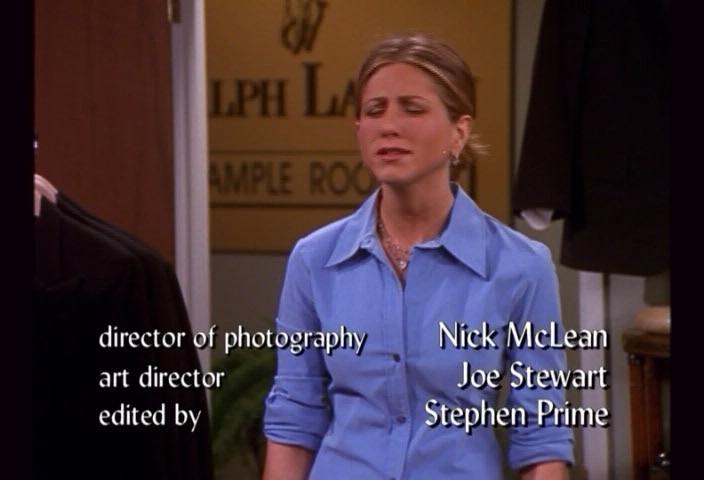 LPH LA
AMPLE ROO
director of photography Nick McLean
art director Joe Stewart
edited by Stephen Prime